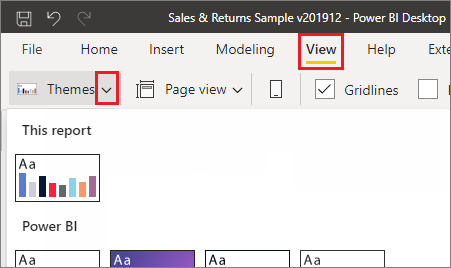 Sales & Returns Sample v201912 - Power BI Desktop
File Home Insert Modeling View Help
Themes Page view Gridlines
This report
Aa
Power BI
Aa Aa Aa Aa